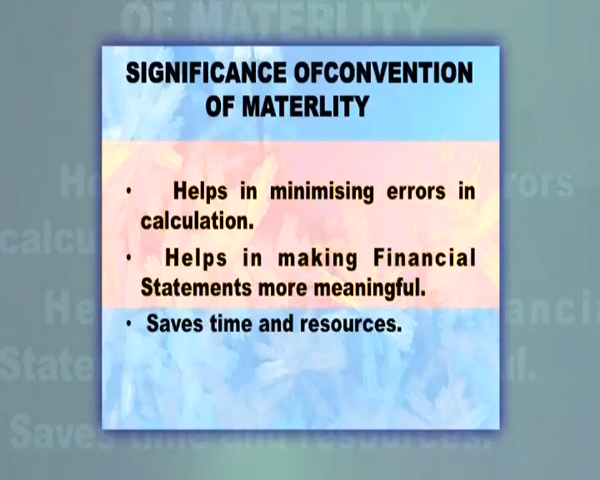 SIGNIFICANCE OFCONVENTION
OF MATERLITY
• Helps in minimising errors in
calculation.
• Helps in making Financial
Statements more meaningful.
• Saves time and resources.